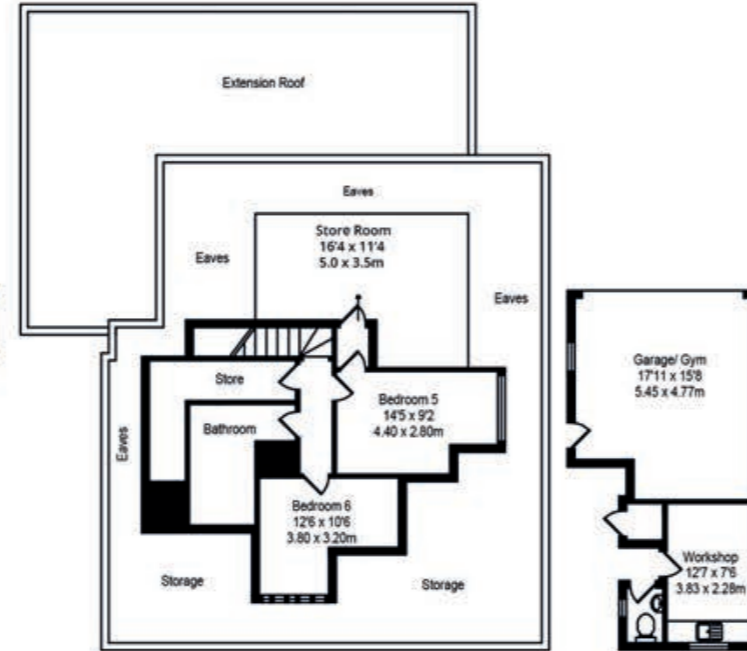 Extension Roof
Eaves
Store Room
16'4 x 11'4
5.0 x 3.5m
Eaves
Eaves
Store
Bathroom
Bedroom 5
14'5 x 9'2
4.40 x 2.80m
Eaves
Bedroom 6
12'6 x 10'6
3.80 x 3.20m
Storage
Storage
Garage/ Gym
17'11 x 15'8
5.45 x 4.77m
Workshop
12'7 x 7'6
3.83 x 2.28m